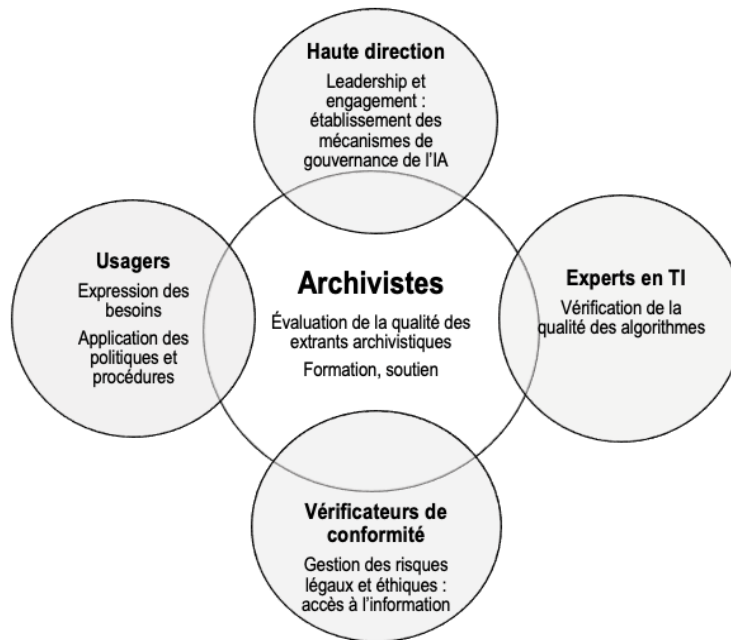 Haute direction
Leadership et
engagement :
établissement des
mécanismes de
gouvernance de l'IA
Usagers
Expression des
besoins
Application des
politiques et
procédures
Archivistes
Évaluation de la qualité des
extrants archivistiques
Formation, soutien
Experts en TI
Vérification de la
qualité des algorithmes
Vérificateurs de
conformité
Gestion des risques
légaux et éthiques :
accès à l'information